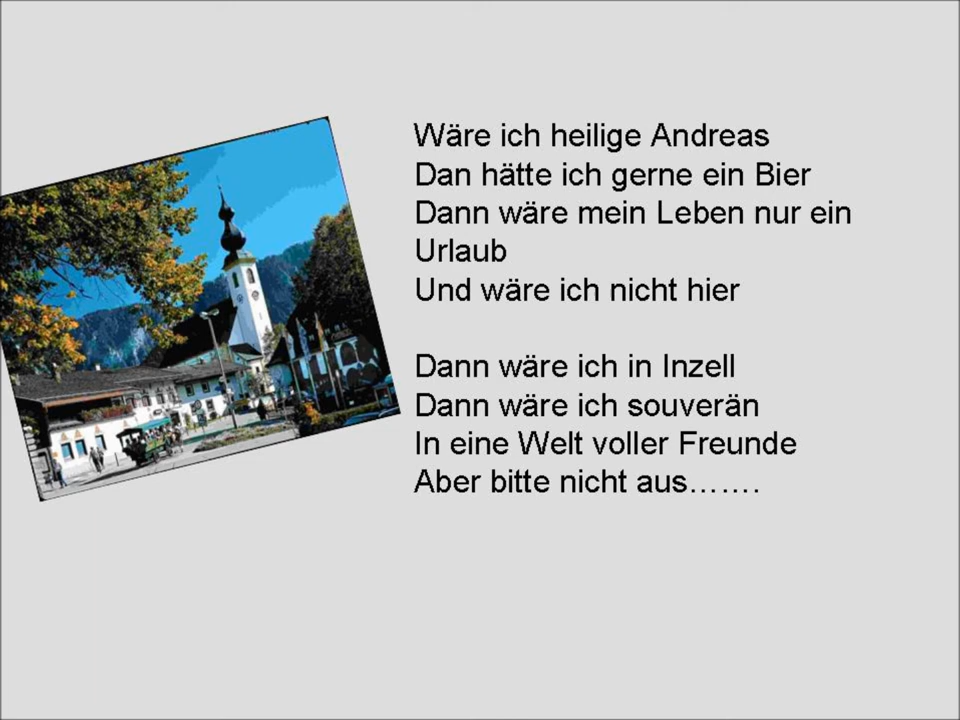 Wäre ich heilige Andreas
Dan hätte ich gerne ein Bier
Dann wäre mein Leben nur ein
Urlaub
Und wäre ich nicht hier
Dann wäre ich in Inzell
Dann wäre ich souverän
In eine Welt voller Freunde
Aber bitte nicht aus…….